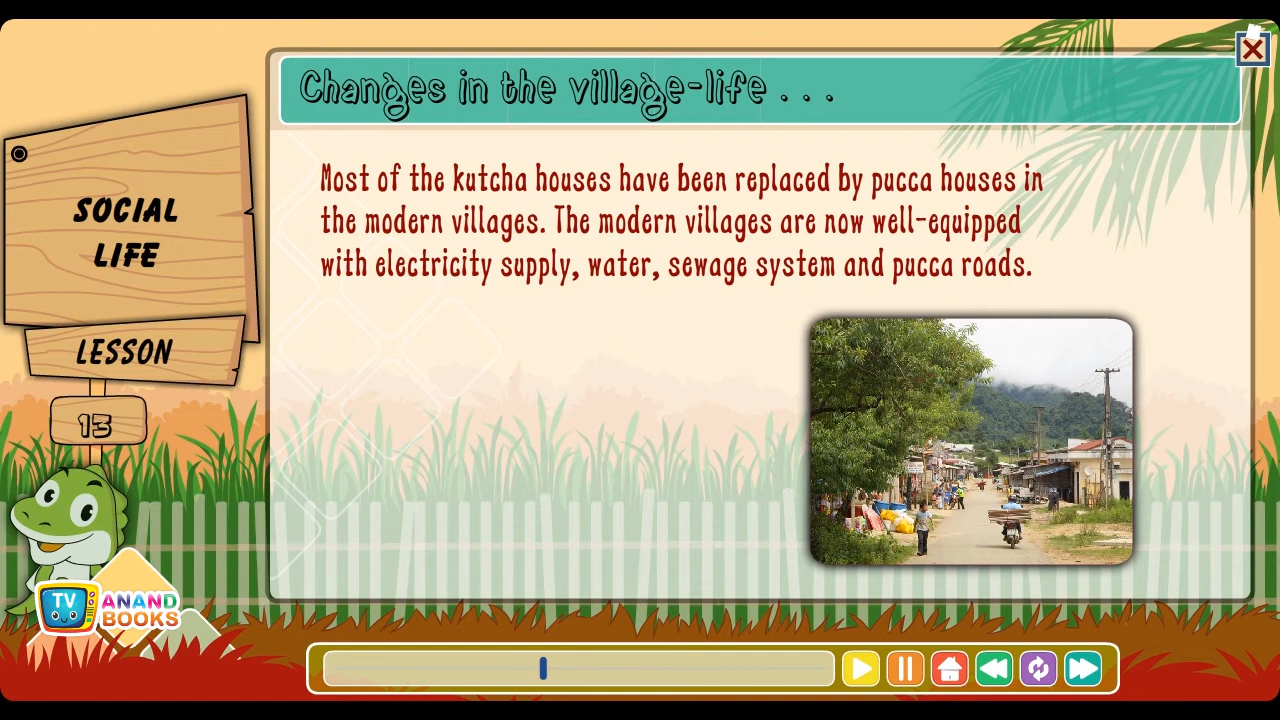 Changes in the village-life . . .
SOCIAL
LIFE
LESSON
13
Most of the kutcha houses have been replaced by pucca houses in
the modern villages. The modern villages are now well-equipped
with electricity supply, water, sewage system and pucca roads.
TV
ANAND
BOOKS